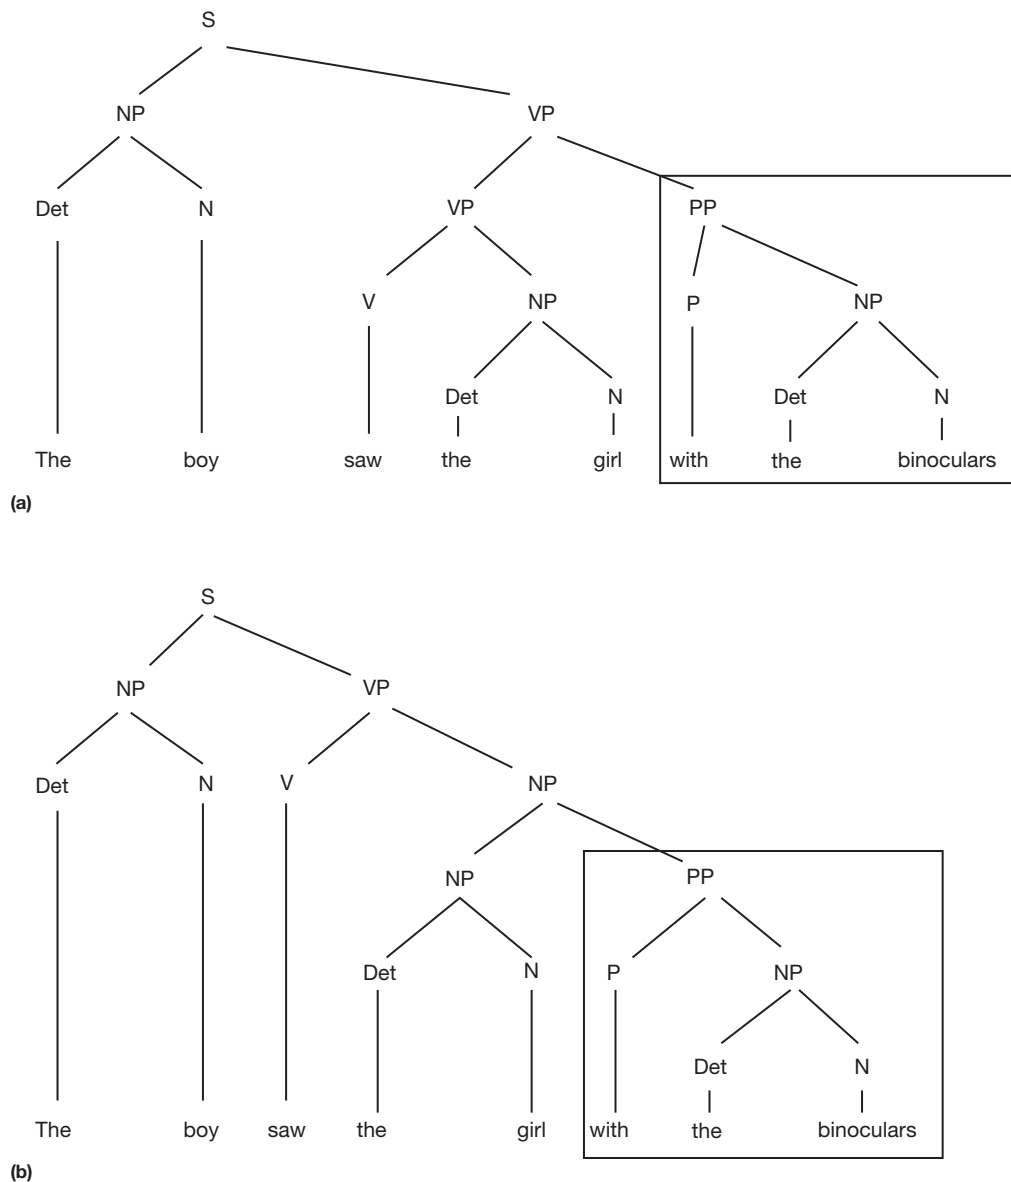 S
NP VP
Det N VP PP
V NP P NP
Det N Det N
The boy saw the girl with the binoculars
(a)
S
NP VP
Det N V NP
NP PP
Det N P NP
Det N
The boy saw the girl with the binoculars
(b)